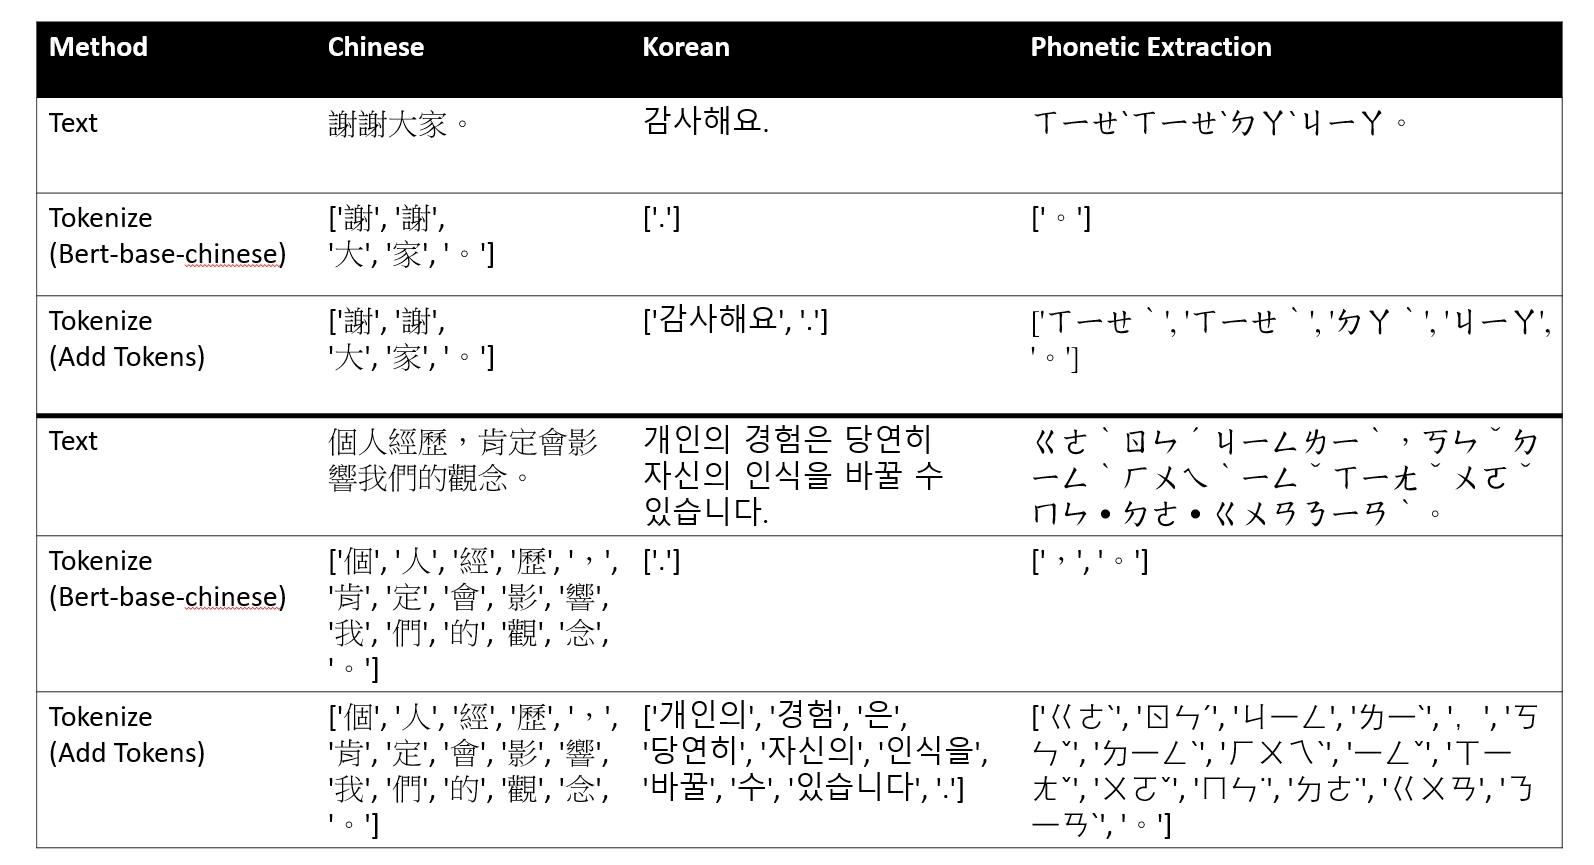 Method Chinese Korean Phonetic Extraction
Text 謝謝大家。 감사해요. ㄒㄧㄝˋㄒㄧㄝˋㄉㄚˋㄐㄧㄚ。
Tokenize
(Bert-base-chinese)
['謝', '謝',
'大', '家', '。']
['.']
['。']
Tokenize
(Add Tokens)
['謝', '謝',
'大', '家', '。']
['감사해요', '.']
['ㄒㄧㄝˋ', 'ㄒㄧㄝˋ', 'ㄉㄚˋ', 'ㄐㄧㄚ',
'。']
Text
個人經歷，肯定會影
響我們的觀念。
개인의 경험은 당연히
자신의 인식을 바꿀 수
있습니다.
ㄍㄜˋㄖㄣˊㄐㄧㄥㄌㄧˋ，ㄎㄣˇㄉ
ㄧㄥˋㄏㄨㄟˋㄧㄥˇㄒㄧㄤˇㄨㄛˇ
ㄇㄣ•ㄉㄜ•ㄍㄨㄢㄋㄧㄢˋ。
Tokenize
(Bert-base-chinese)
['個', '人', '經', '歷', '，',
'肯', '定', '會', '影', '響',
'我', '們', '的', '觀', '念',
'。']
['.']
['，', '。']
Tokenize
(Add Tokens)
['個', '人', '經', '歷', '，',
'肯', '定', '會', '影', '響',
'我', '們', '的', '觀', '念',
'。']
['개인의', '경험', '은',
'당연히', '자신의', '인식을',
'바꿀', '수', '있습니다', '.']
['ㄍㄜˋ', 'ㄖㄣˊ', 'ㄐㄧㄥ', 'ㄌㄧˋ', '，', 'ㄎ
ㄣˇ', 'ㄉㄧㄥˋ', 'ㄏㄨㄟˋ', 'ㄧㄥˇ', 'ㄒㄧ
ㄤˇ', 'ㄨㄛˇ', 'ㄇㄣ˙', 'ㄉㄜ˙', 'ㄍㄨㄢ', 'ㄋ
ㄧㄢˋ', '。']